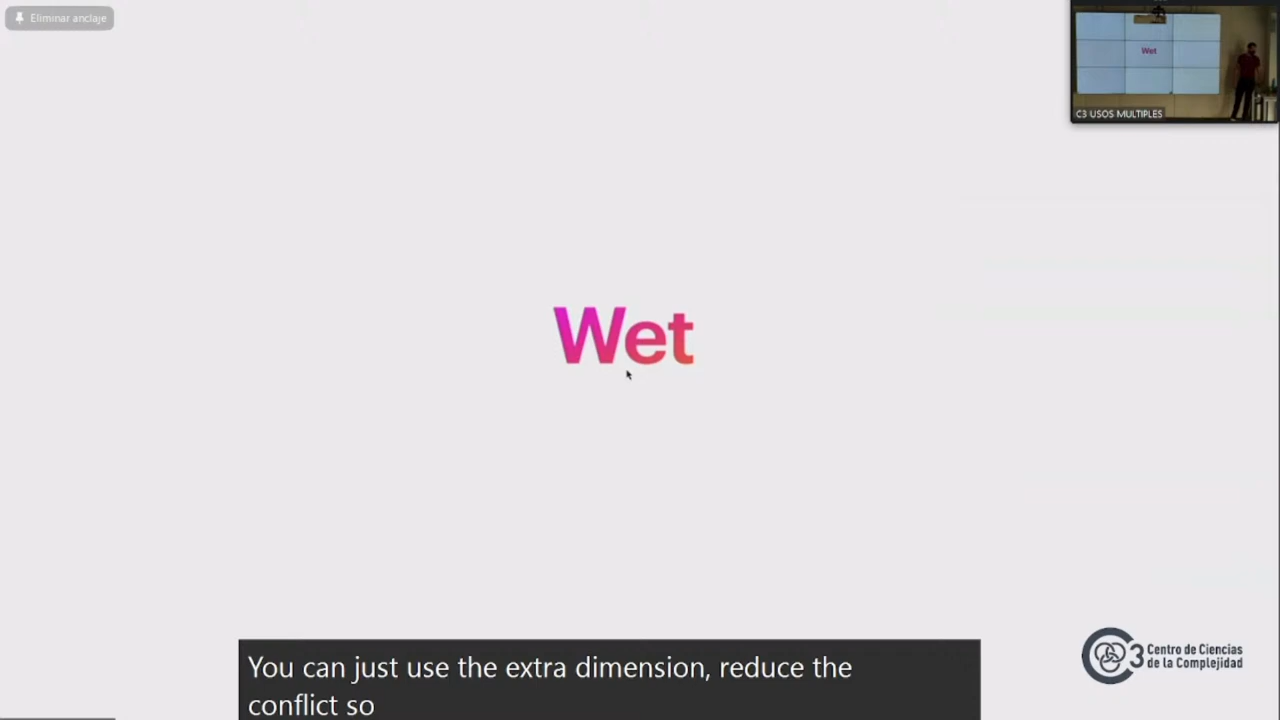 Eliminar anclaje
Wet
C3 USOS MULTIPLES
Wet
You can just use the extra dimension, reduce the
conflict so
C3 Centro de Ciencias
de la Complejidad